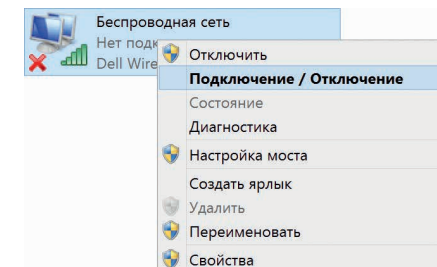 Беспроводная сеть
Нет подк
Dell Wire
Отключить
Подключение / Отключение
Состояние
Диагностика
Настройка моста
Создать ярлык
Удалить
Переименовать
Свойства